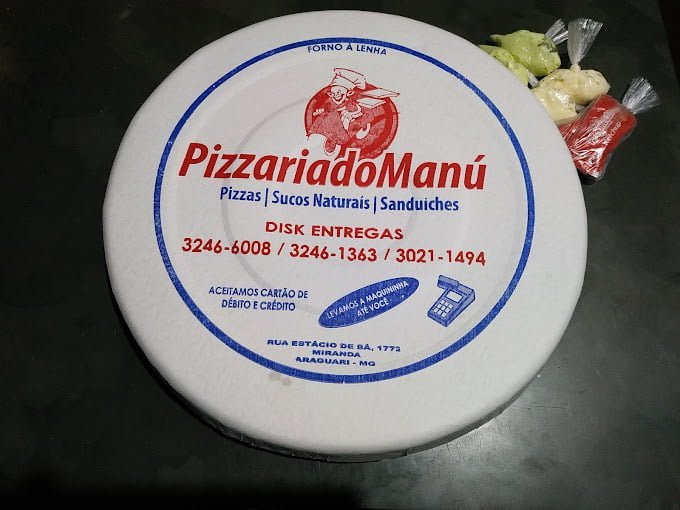 FORNO À LENHA
PizzariadoManú
Pizzas | Sucos Naturais | Sanduiches
DISK ENTREGAS
3246-6008 / 3246-1363 / 3021-1494
ACEITAMOS CARTÃO DE
DÉBITO E CRÉDITO
LEVAMOS A MAQUININHA
ATÉ VOCÊ
RUA ESTÁCIO DE SÁ, 1772
MIRANDA
ARAGUARI - MG